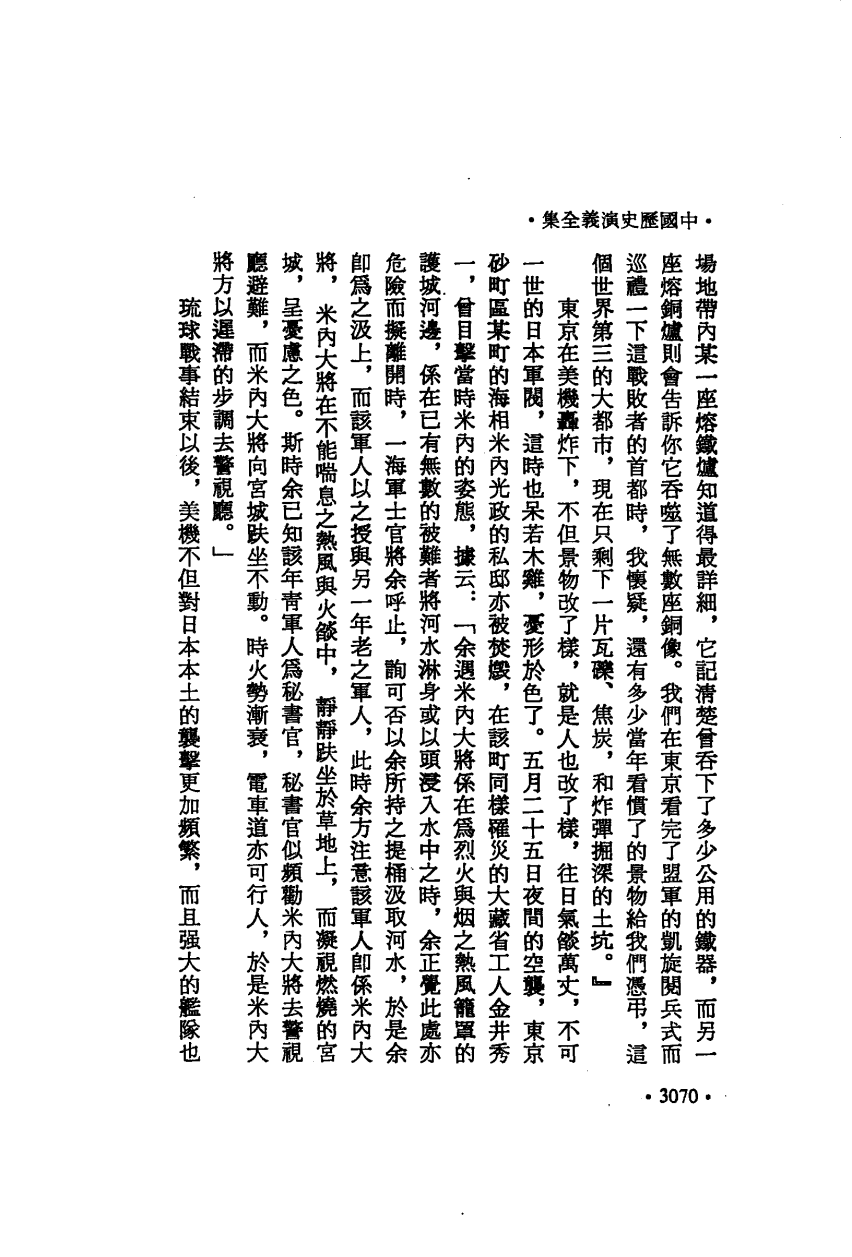 ·中國歷史演義全集·
場地帶內某一座熔鐵爐知道得最詳細，它記清楚曾吞下了多少公用的鐵器，而另一
座熔銅爐則會告訴你它吞噬了無數座銅像。我們在東京看完了盟軍的凱旋閱兵式而
巡禮一下這戰敗者的首都時，我懷疑，還有多少當年看慣了的景物給我們憑弔，這
個世界第三的大都市，現在只剩下一片瓦礫、焦炭，和炸彈掘深的土坑。』
東京在美機轟炸下，不但景物改了樣，就是人也改了樣，往日氣燄萬丈，不可
一世的日本軍閥，這時也呆若木雞，憂形於色了。五月二十五日夜間的空襲，東京
砂町區某町的海相米內光政的私邸亦被焚燬，在該町同樣罹災的大藏省工人金井秀
一，曾目擊當時米內的姿態，據云：「余遇米內大將係在爲烈火與烟之熱風籠罩的
護城河邊，係在已有無數的被難者將河水淋身或以頭浸入水中之時，余正覺此處亦
危險而擬離開時，一海軍士官將余呼止，詢可否以余所持之提桶汲取河水，於是余
卽爲之汲上，而該軍人以之授與另一年老之軍人，此時余方注意該軍人卽係米內大
將，米內大將在不能喘息之熱風與火燄中，靜靜趺坐於草地上，而凝視燃燒的宮
城，呈憂慮之色。斯時余已知該年青軍人爲秘書官，秘書官似頻勸米內大將去警視
廳避難，而米內大將向宮城趺坐不動。時火勢漸衰，電車道亦可行人，於是米內大
將方以遲滯的步調去警視廳。」
琉球戰事結束以後，美機不但對日本本土的襲擊更加頻繁，而且强大的艦隊也
·3070·